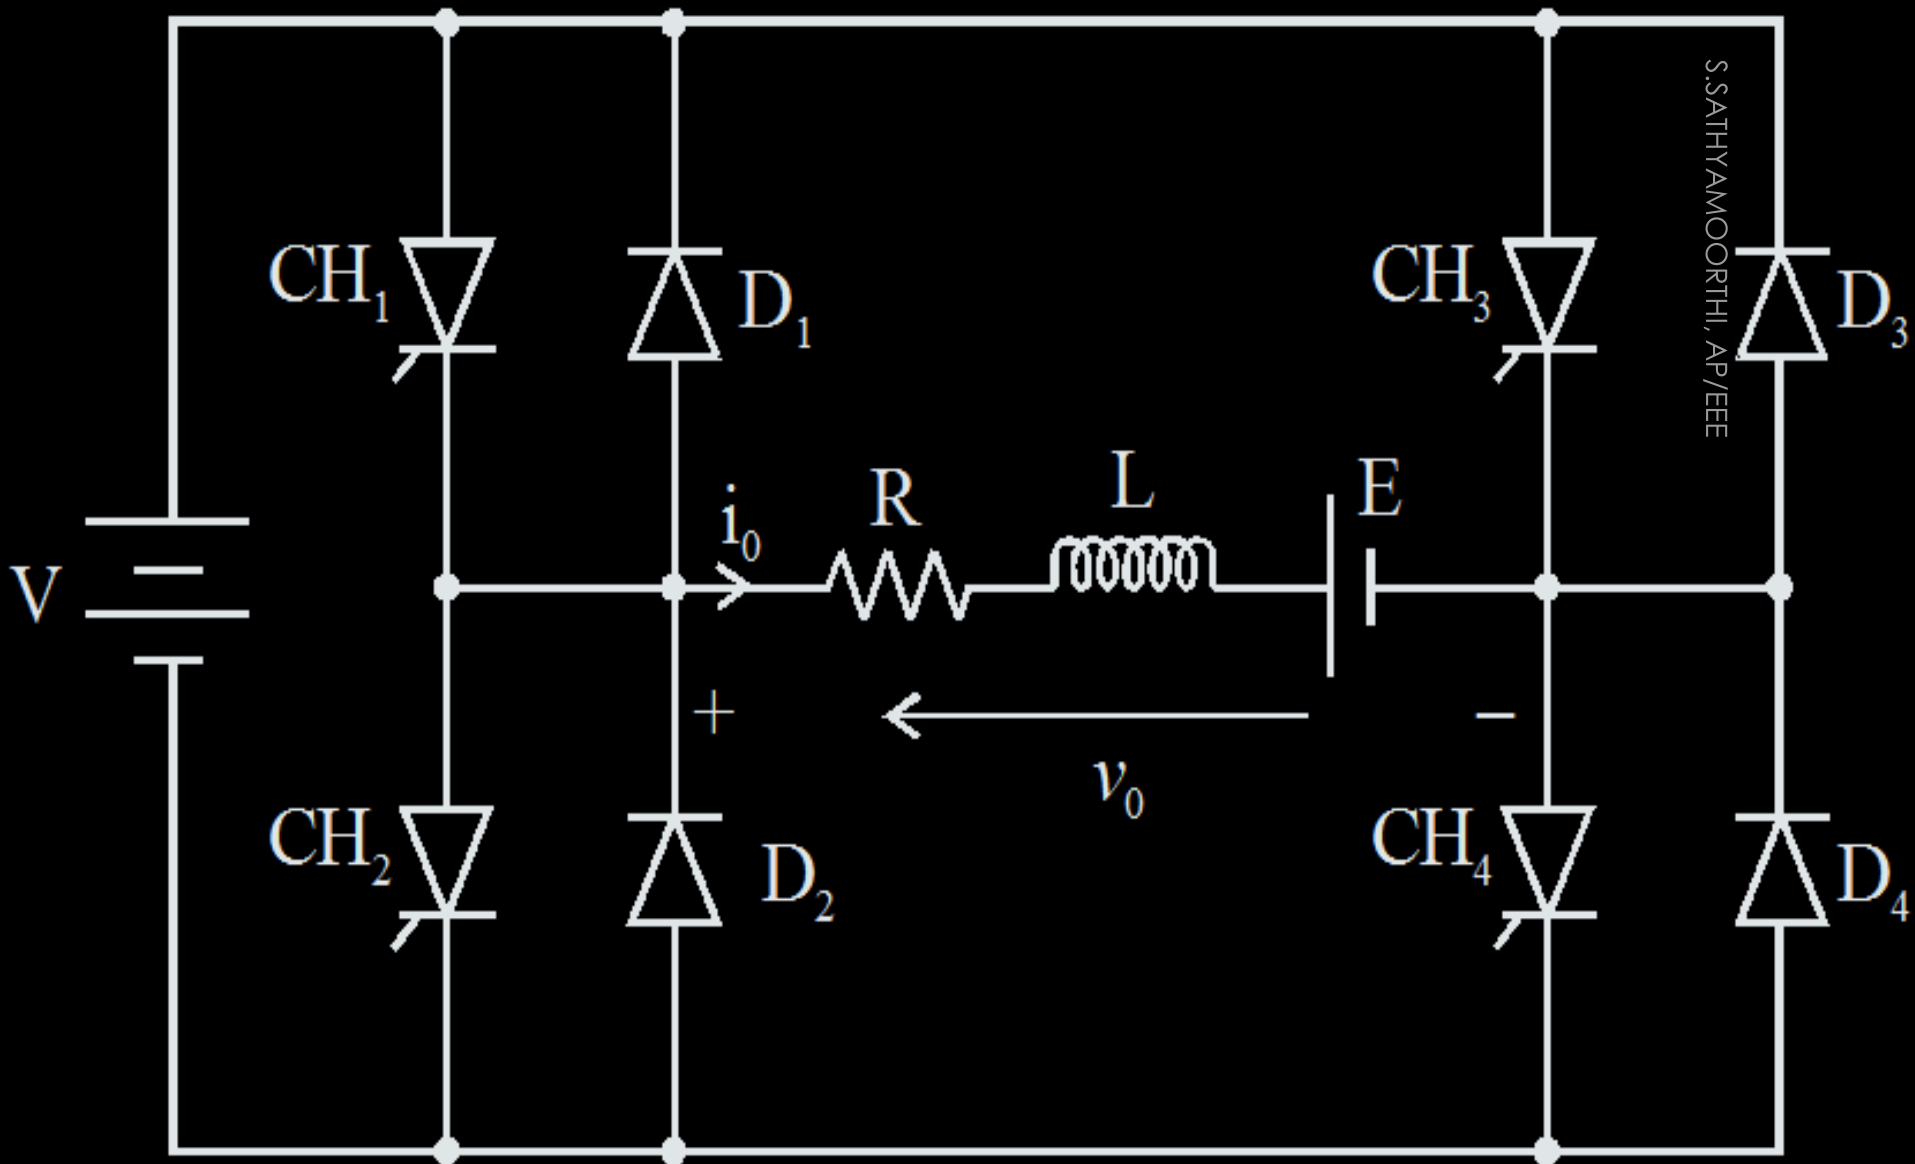 S.SATHYAMOORTHI, AP/EEE
CH₁
D₁
CH₃
D₃
i₀
R
L
E
V
+
−
v₀
CH₂
D₂
CH₄
D₄